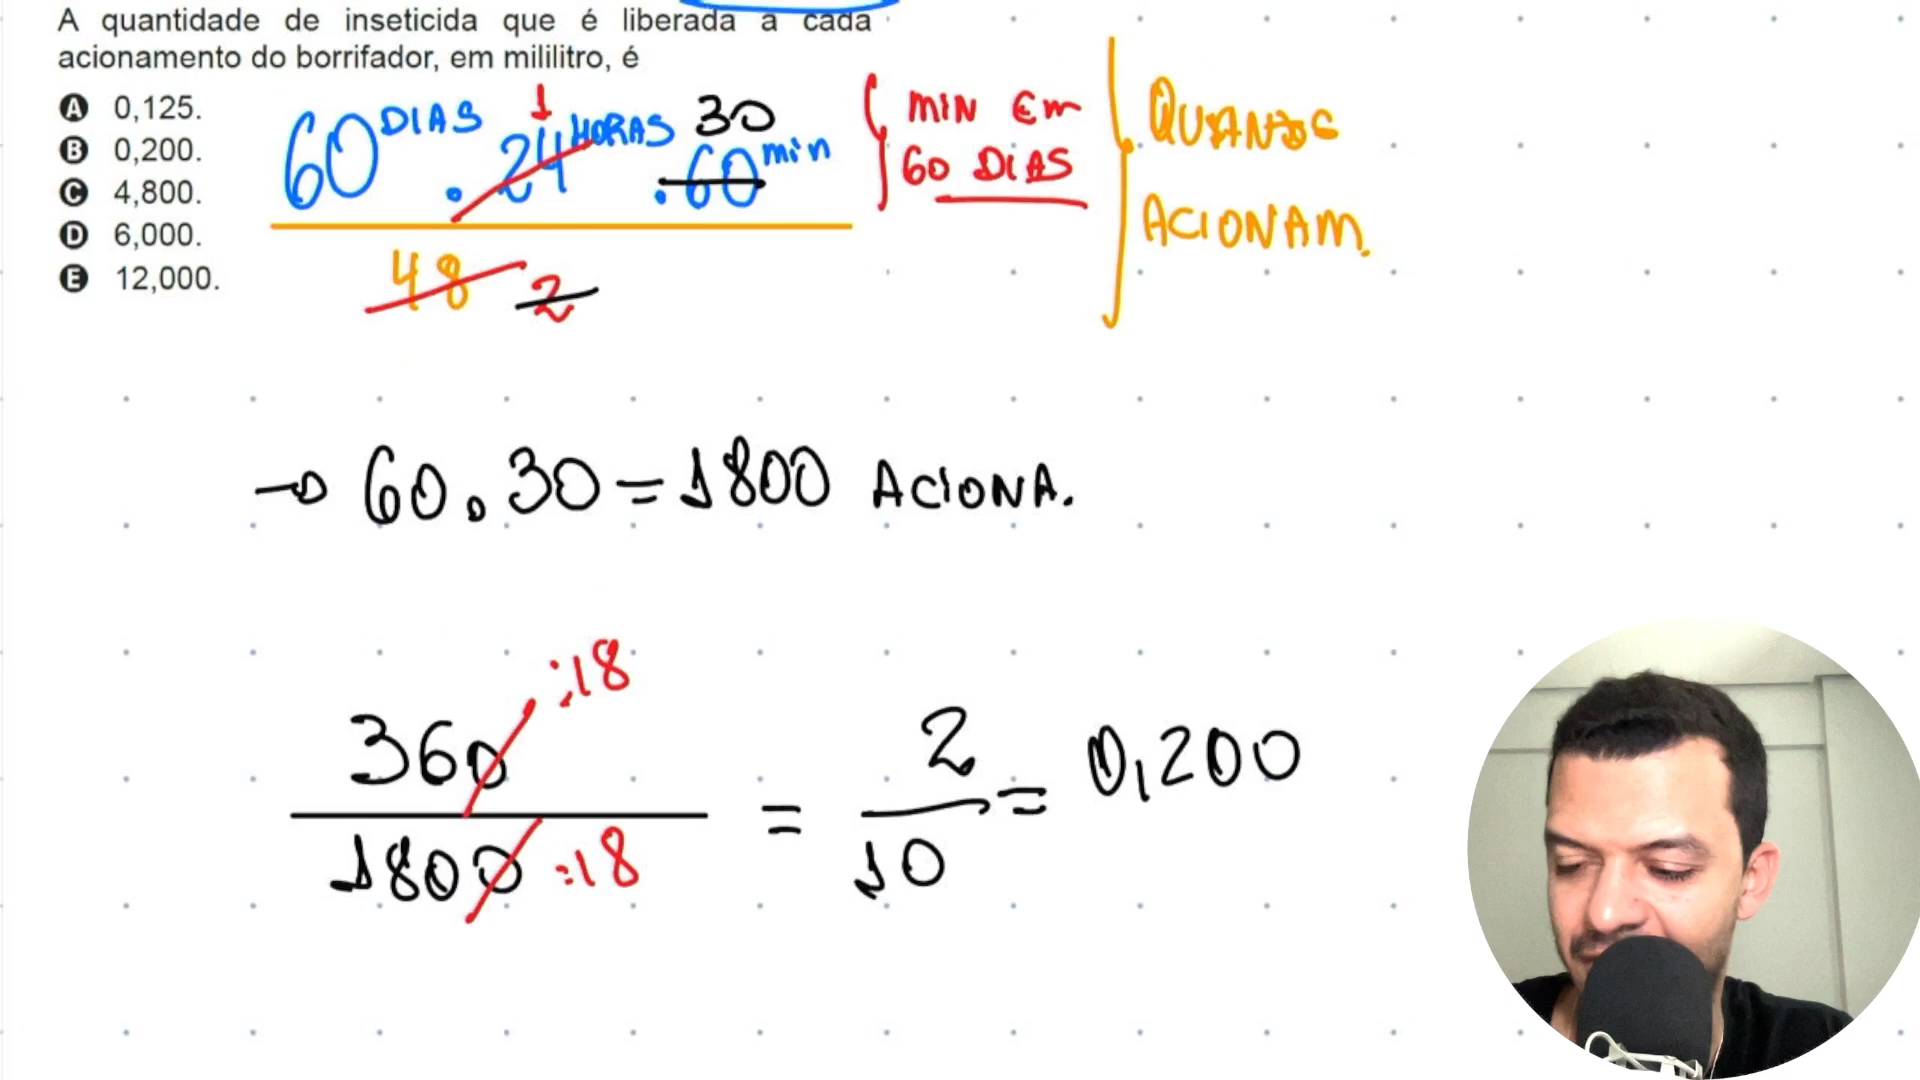 A quantidade de inseticida que é liberada a cada
acionamento do borrifador, em mililitro, é
A 0,125.
B 0,200.
C 4,800.
D 6,000.
E 12,000.
1 30
60 DIAS . 24 HORAS . 60 min
48 2
MIN Em
60 DIAS
QUANTOS
ACIONAM.
→ 60 . 30 = 1800 ACIONA.
360 :18
1800 :18
= 2
10
= 0,200